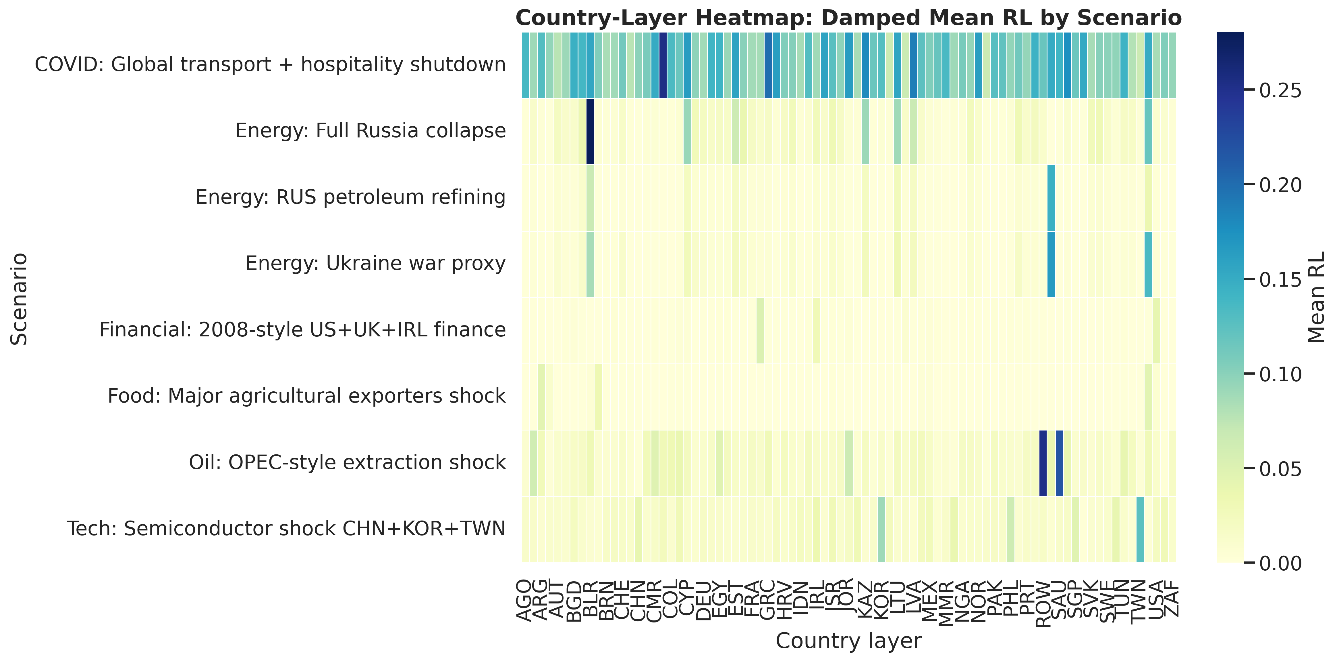 Country-Layer Heatmap: Damped Mean RL by Scenario
Scenario
COVID: Global transport + hospitality shutdown
Energy: Full Russia collapse
Energy: RUS petroleum refining
Energy: Ukraine war proxy
Financial: 2008-style US+UK+IRL finance
Food: Major agricultural exporters shock
Oil: OPEC-style extraction shock
Tech: Semiconductor shock CHN+KOR+TWN
AGO ARG AUT BGD BLR BRN CHE CHN CMR COL CYP DEU EGY EST FRA GRC HRV IDN IRL ISR JOR KAZ KOR LTU LVA MEX MMR NGA NOR PAK PHL PRT ROW SAU SGP SVK SWE TUN TWN USA ZAF
Country layer
0.25
0.20
0.15
0.10
0.05
0.00
Mean RL